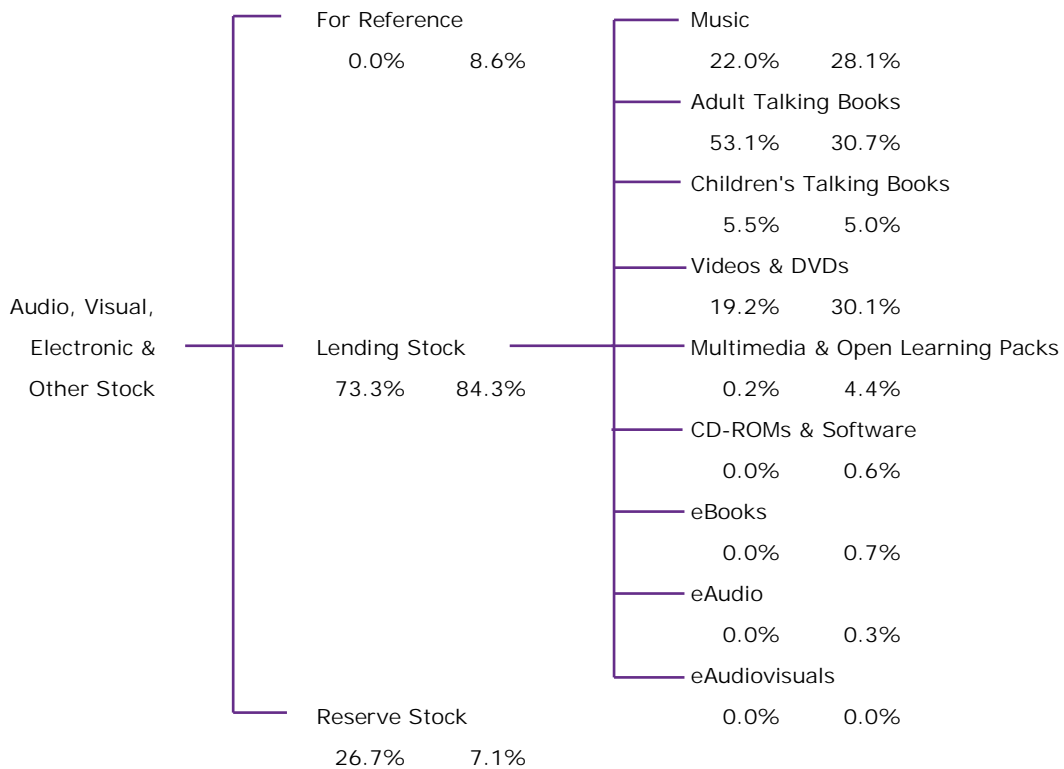 Audio, Visual,
Electronic &
Other Stock
For Reference
0.0% 8.6%
Lending Stock
73.3% 84.3%
Reserve Stock
26.7% 7.1%
Music
22.0% 28.1%
Adult Talking Books
53.1% 30.7%
Children's Talking Books
5.5% 5.0%
Videos & DVDs
19.2% 30.1%
Multimedia & Open Learning Packs
0.2% 4.4%
CD-ROMs & Software
0.0% 0.6%
eBooks
0.0% 0.7%
eAudio
0.0% 0.3%
eAudiovisuals
0.0% 0.0%